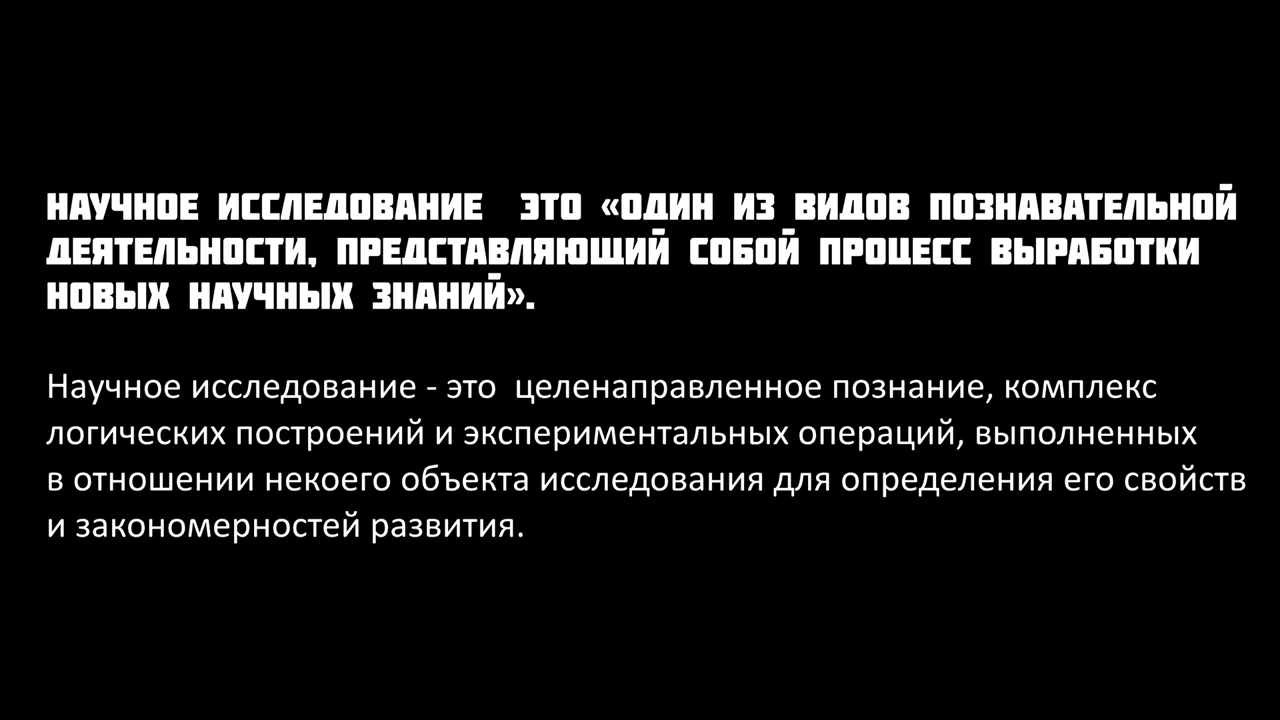 НАУЧНОЕ ИССЛЕДОВАНИЕ ЭТО «ОДИН ИЗ ВИДОВ ПОЗНАВАТЕЛЬНОЙ
ДЕЯТЕЛЬНОСТИ, ПРЕДСТАВЛЯЮЩИЙ СОБОЙ ПРОЦЕСС ВЫРАБОТКИ
НОВЫХ НАУЧНЫХ ЗНАНИЙ».
Научное исследование - это целенаправленное познание, комплекс
логических построений и экспериментальных операций, выполненных
в отношении некоего объекта исследования для определения его свойств
и закономерностей развития.